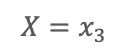 X = x₃